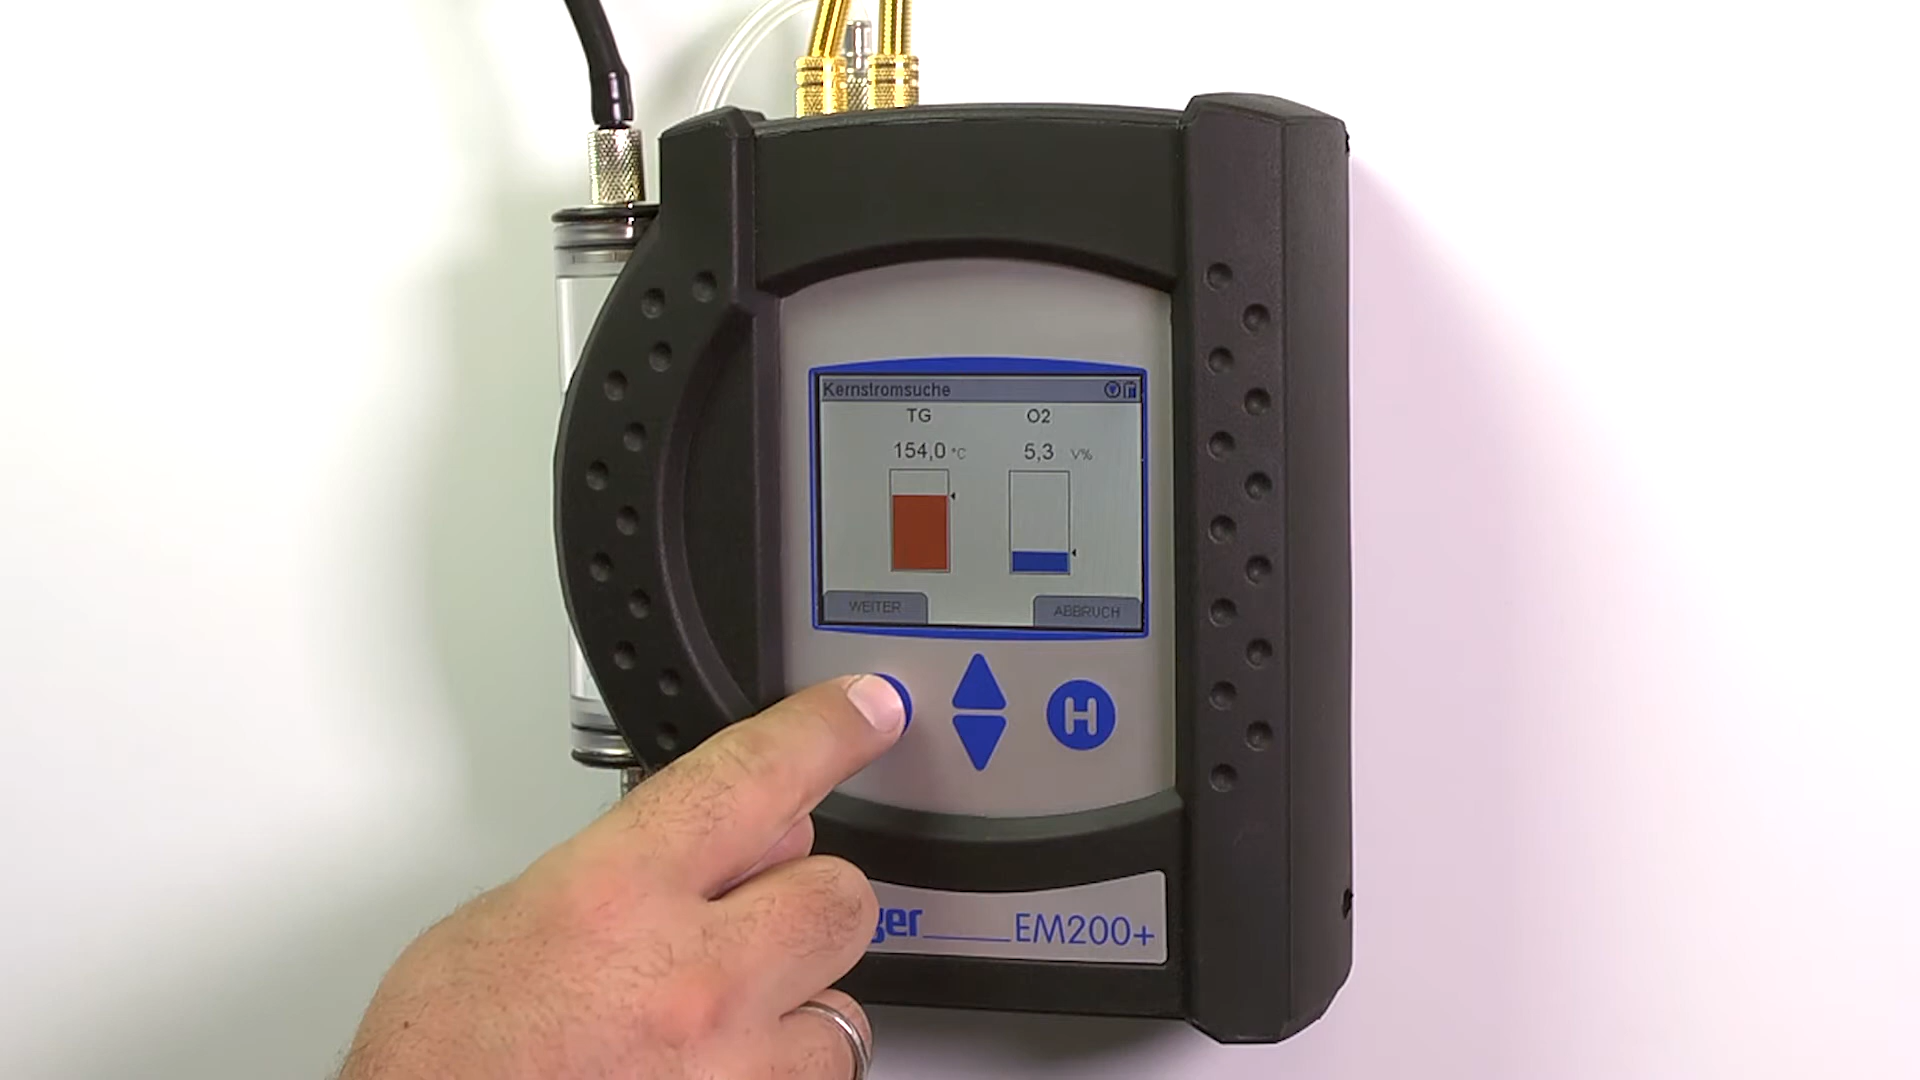 Kernstromsuche
TG O2
154,0 °C 5,3 V%
WEITER ABBRUCH
H
ger EM200+